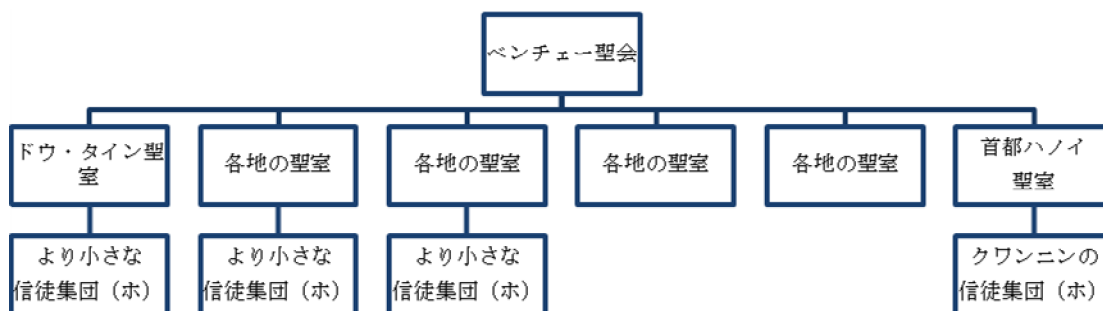 ベンチェー聖会
ドウ・タイン聖
室
各地の聖室
各地の聖室
各地の聖室
各地の聖室
首都ハノイ
聖室
より小さな
信徒集団（ホ）
より小さな
信徒集団（ホ）
より小さな
信徒集団（ホ）
クワンニンの
信徒集団（ホ）